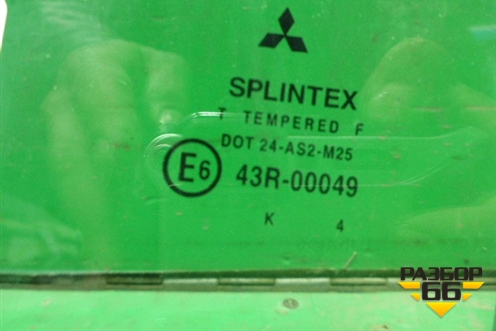 SPLINTEX
T TEMPERED F
DOT 24-AS2-M25
E6 43R-00049
K 4
РАЗБОР
66